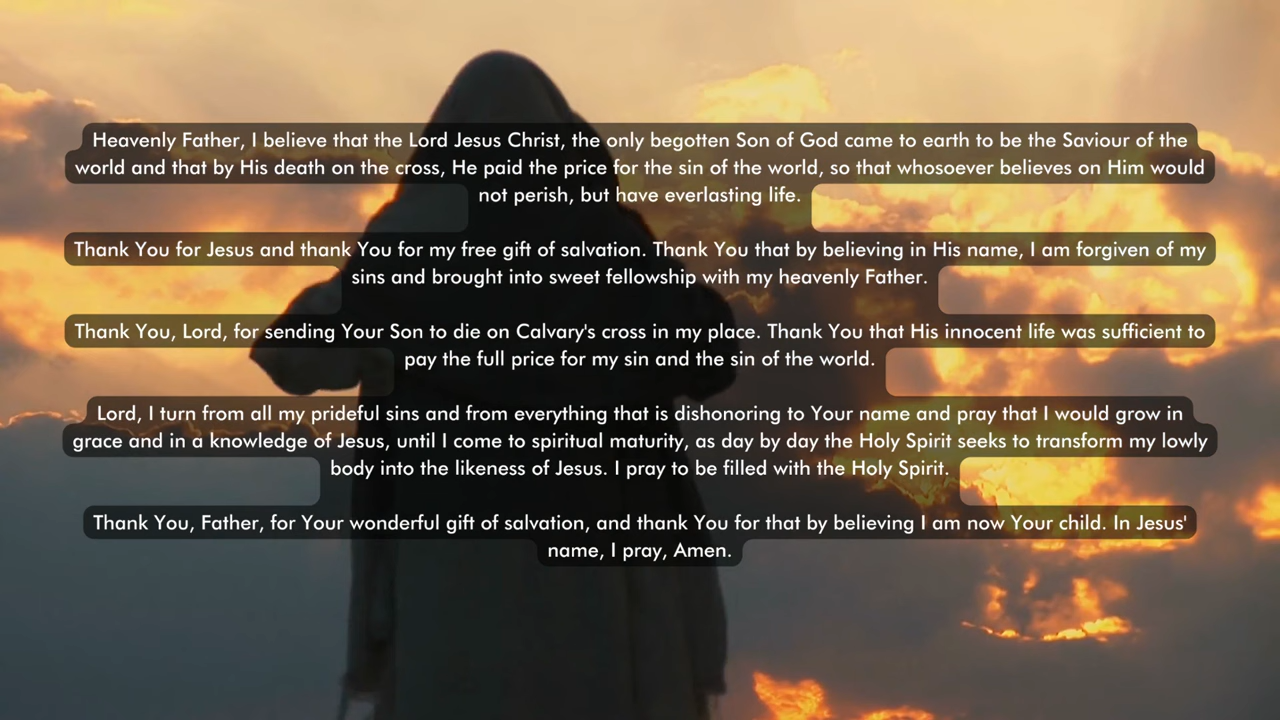 Heavenly Father, I believe that the Lord Jesus Christ, the only begotten Son of God came to earth to be the Saviour of the
world and that by His death on the cross, He paid the price for the sin of the world, so that whosoever believes on Him would
not perish, but have everlasting life.
Thank You for Jesus and thank You for my free gift of salvation. Thank You that by believing in His name, I am forgiven of my
sins and brought into sweet fellowship with my heavenly Father.
Thank You, Lord, for sending Your Son to die on Calvary's cross in my place. Thank You that His innocent life was sufficient to
pay the full price for my sin and the sin of the world.
Lord, I turn from all my prideful sins and from everything that is dishonoring to Your name and pray that I would grow in
grace and in a knowledge of Jesus, until I come to spiritual maturity, as day by day the Holy Spirit seeks to transform my lowly
body into the likeness of Jesus. I pray to be filled with the Holy Spirit.
Thank You, Father, for Your wonderful gift of salvation, and thank You for that by believing I am now Your child. In Jesus'
name, I pray, Amen.